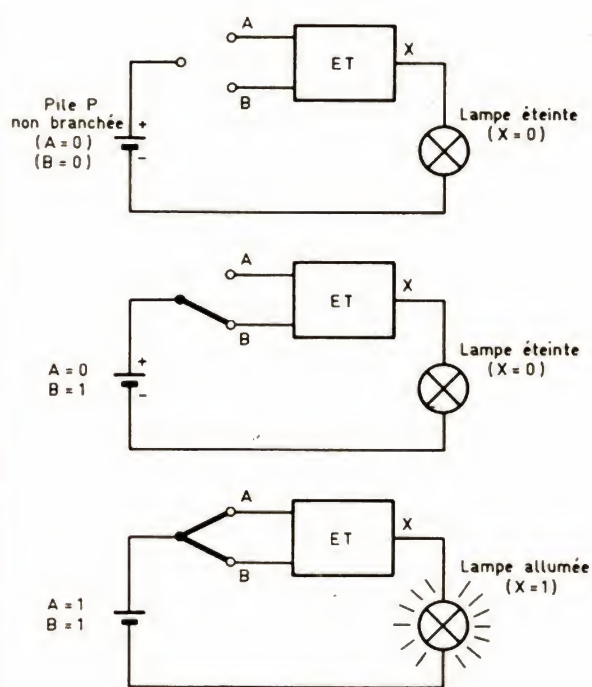 A
ET
X
B
Pile P
non branchée
(A=0)
(B=0)
+
-
Lampe éteinte
(X=0)
A
ET
X
B
A=0
B=1
+
-
Lampe éteinte
(X=0)
A
ET
X
B
A=1
B=1
Lampe allumée
(X=1)